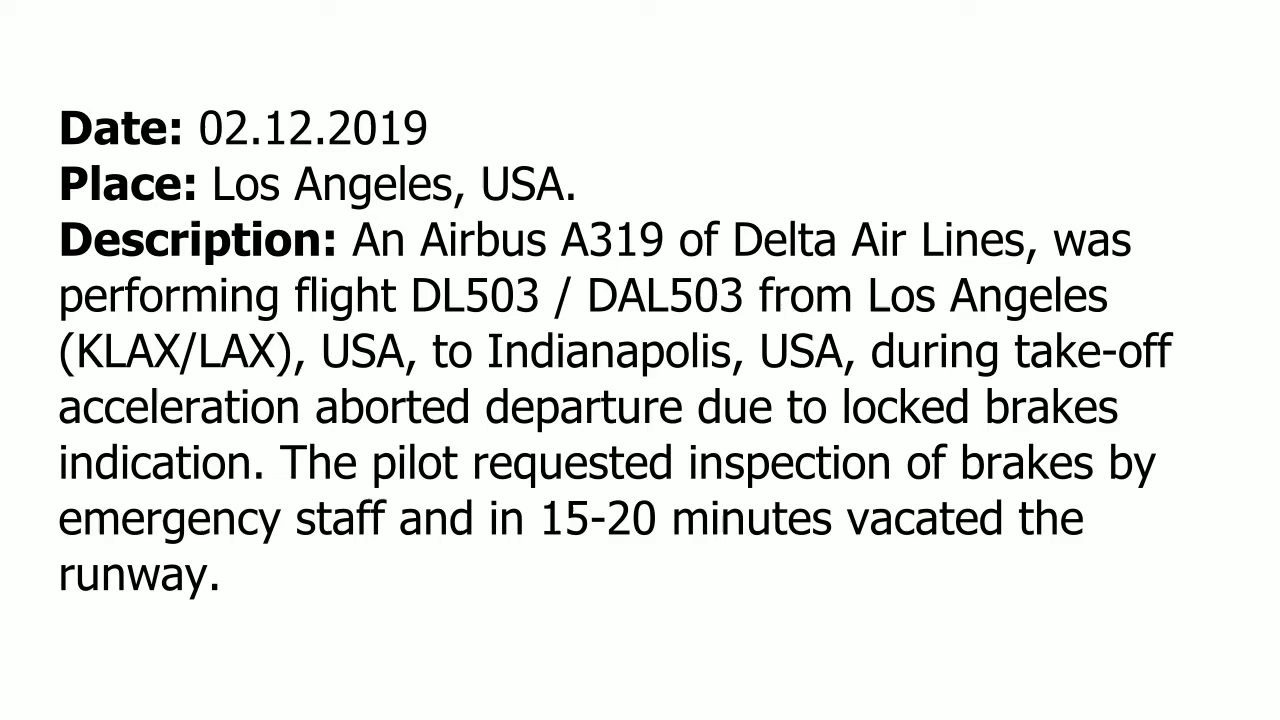 Date: 02.12.2019
Place: Los Angeles, USA.
Description: An Airbus A319 of Delta Air Lines, was
performing flight DL503 / DAL503 from Los Angeles
(KLAX/LAX), USA, to Indianapolis, USA, during take-off
acceleration aborted departure due to locked brakes
indication. The pilot requested inspection of brakes by
emergency staff and in 15-20 minutes vacated the
runway.